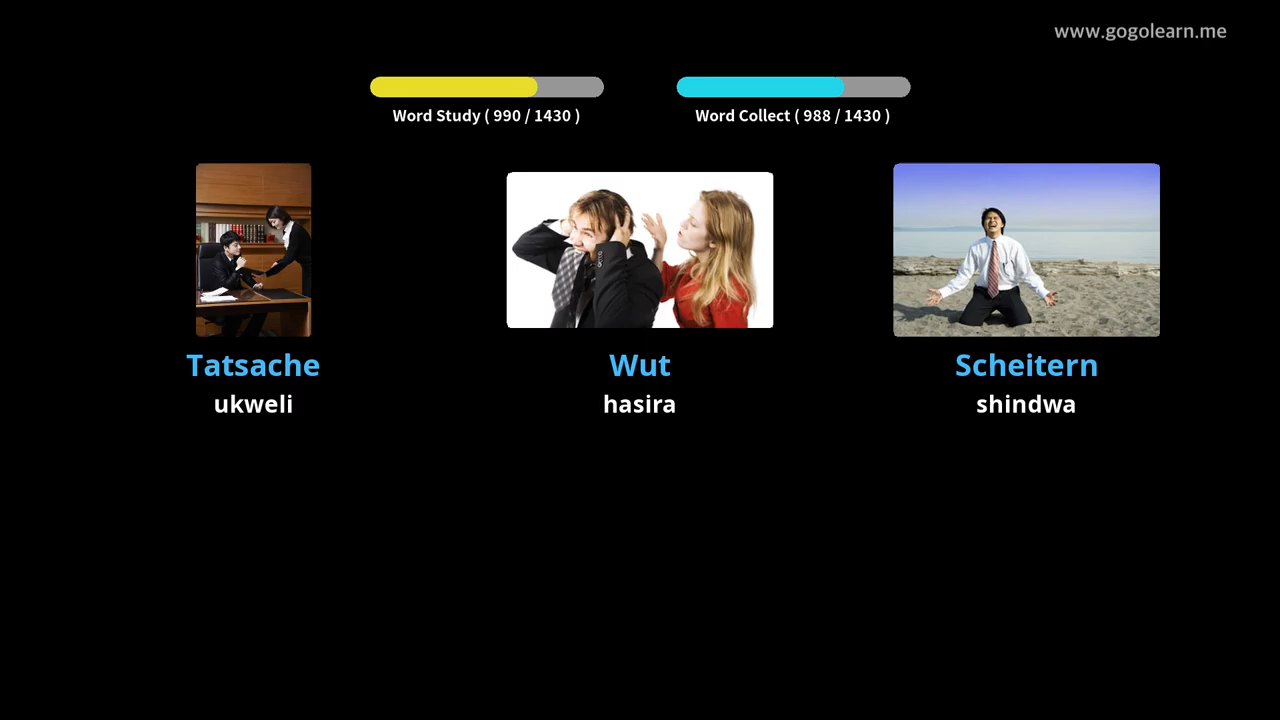 www.gogolearn.me
Word Study ( 990 / 1430 )
Word Collect ( 988 / 1430 )
Tatsache
Wut
Scheitern
ukweli
hasira
shindwa